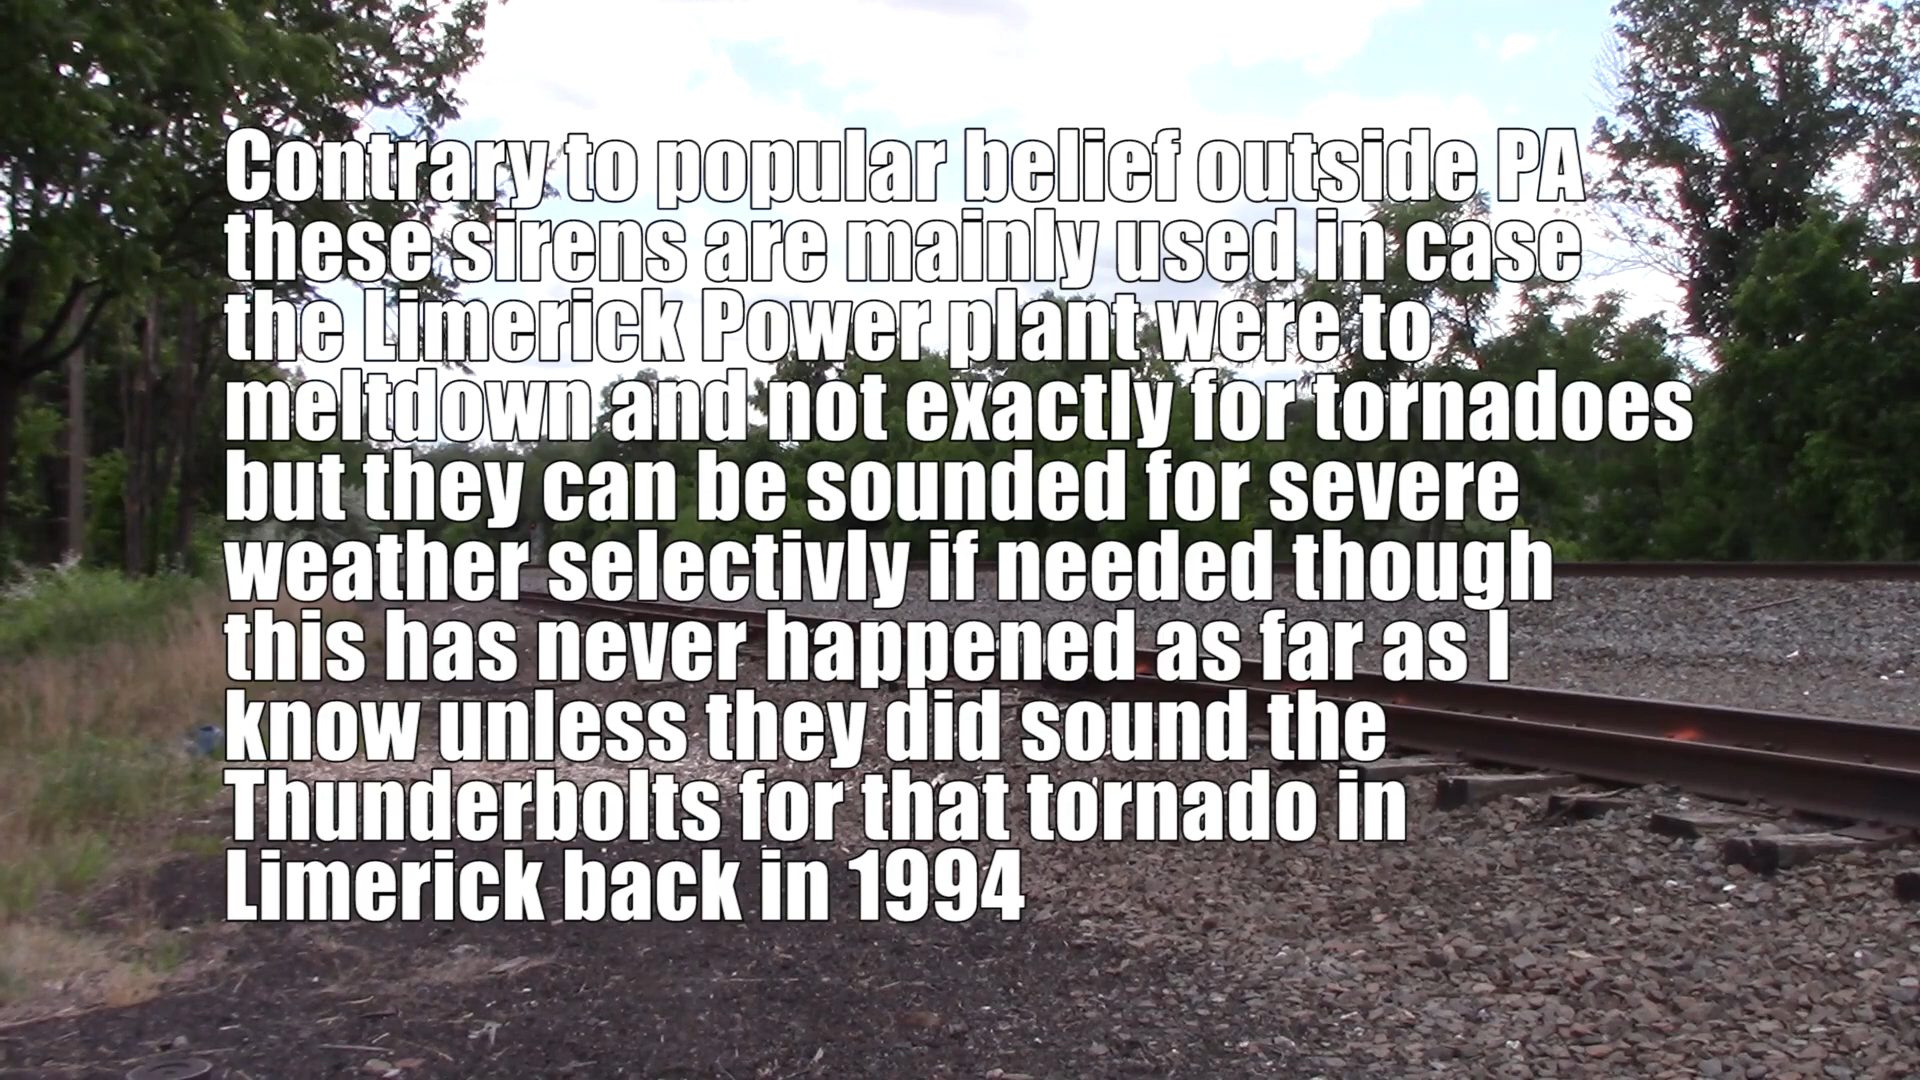 Contrary to popular belief outside PA
these sirens are mainly used in case
the Limerick Power plant were to
meltdown and not exactly for tornadoes
but they can be sounded for severe
weather selectivly if needed though
this has never happened as far as I
know unless they did sound the
Thunderbolts for that tornado in
Limerick back in 1994